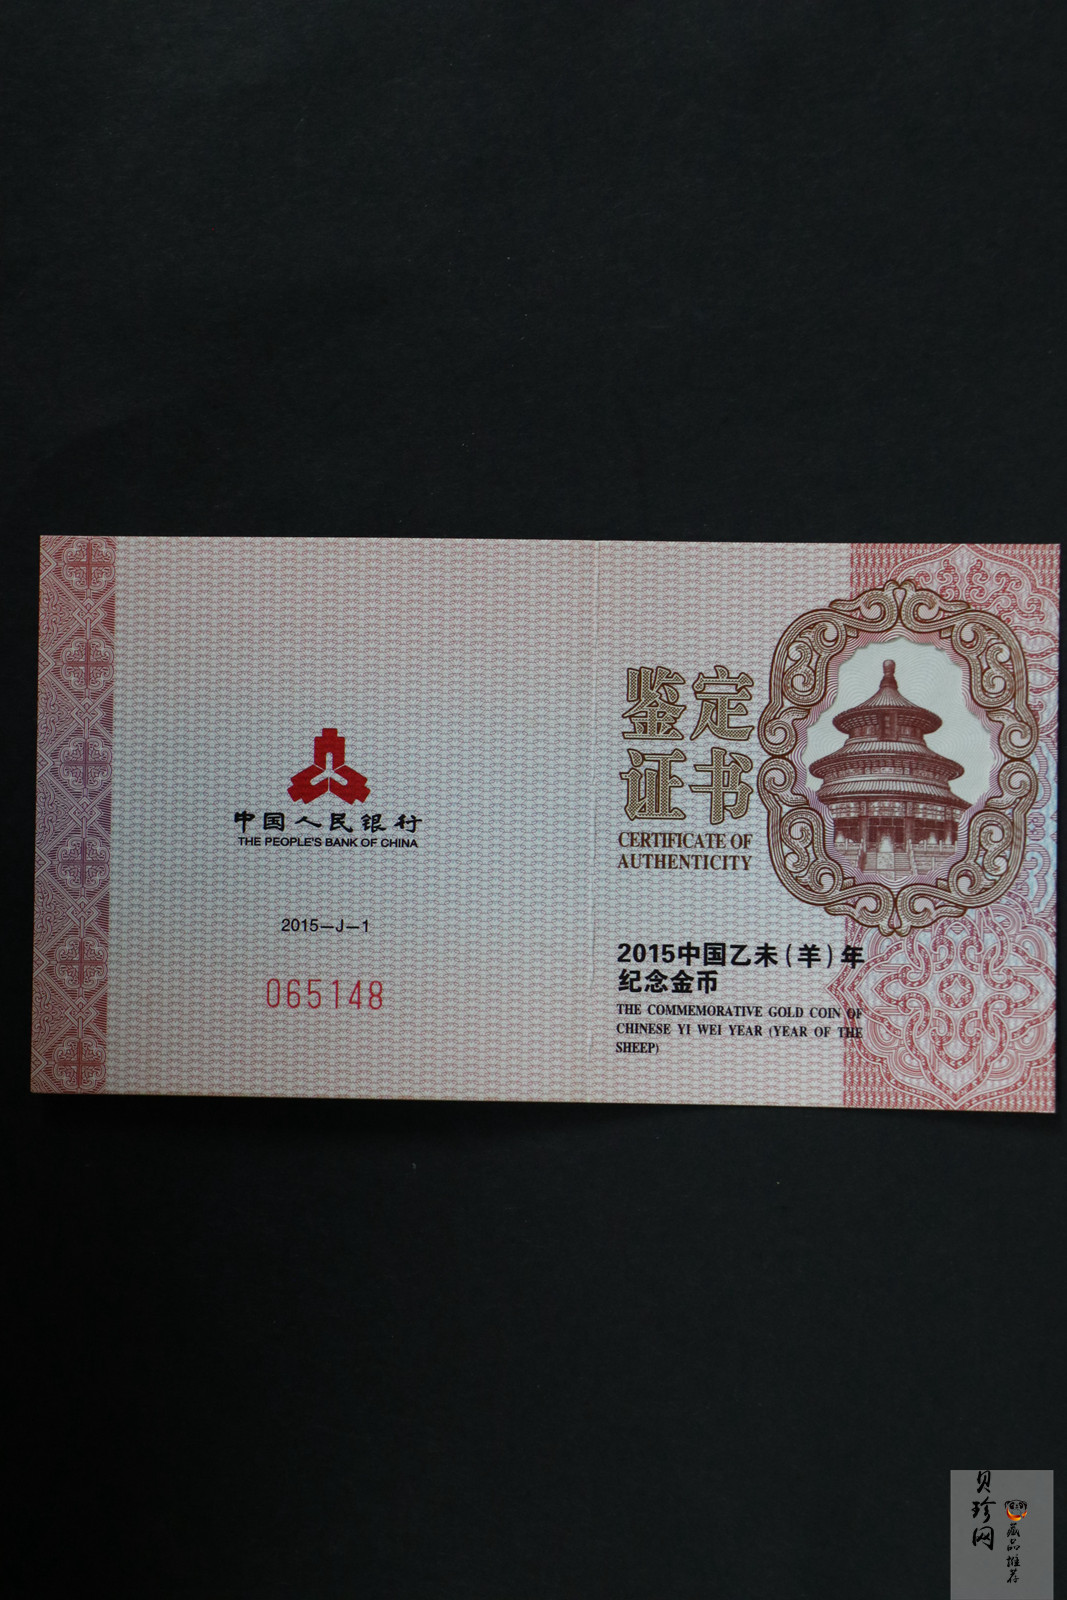 中国人民银行
THE PEOPLE'S BANK OF CHINA
2015-J-1
065148
鉴定
证书
CERTIFICATE OF
AUTHENTICITY
2015中国乙未(羊)年
纪念金币
THE COMMEMORATIVE GOLD COIN OF
CHINESE YI WEI YEAR (YEAR OF THE
SHEEP)
贝珍网
藏品推荐